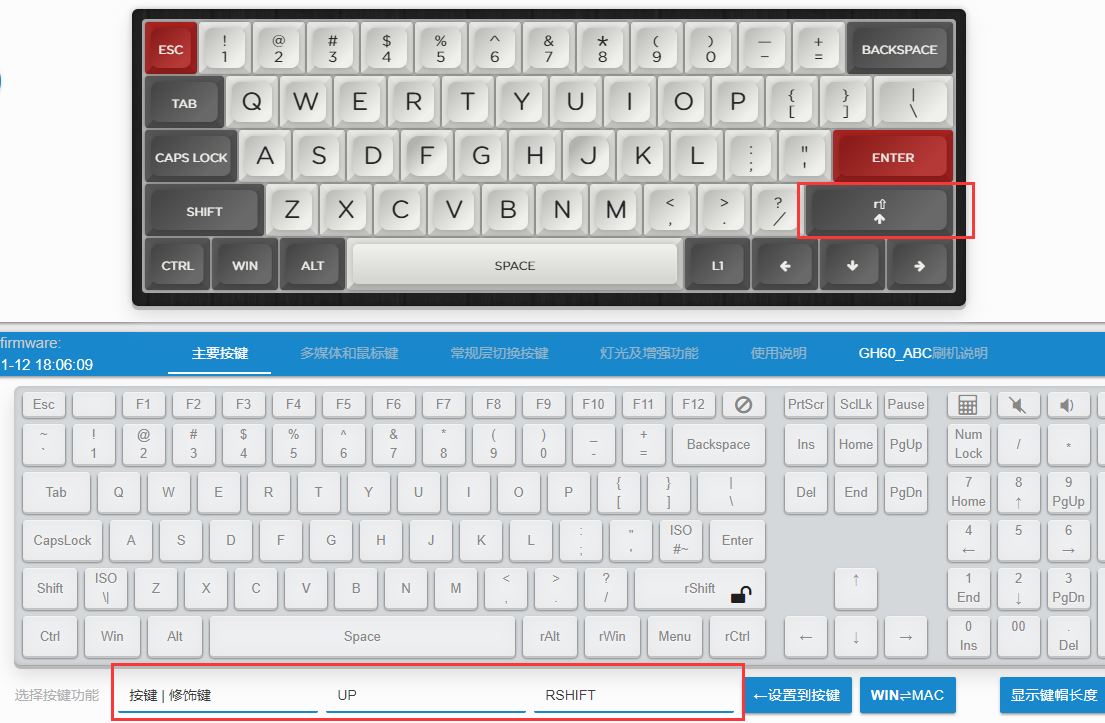 ESC ! @ # $ % ^ & * ( ) — + BACKSPACE
1 2 3 4 5 6 7 8 9 0 – =
TAB Q W E R T Y U I O P { } |
[ ] \
CAPS LOCK A S D F G H J K L : " ENTER
; '
SHIFT Z X C V B N M < > ? r⇧
, . / ↑
CTRL WIN ALT SPACE L1 ← ↓ →
firmware:
1-12 18:06:09 主要按键 多媒体和鼠标键 常规层切换按键 灯光及增强功能 使用说明 GH60_ABC刷机说明
Esc F1 F2 F3 F4 F5 F6 F7 F8 F9 F10 F11 F12 PrtScr SclLk Pause
~ ! @ # $ % ^ & * ( ) _ + Backspace Ins Home PgUp Num Lock / *
` 1 2 3 4 5 6 7 8 9 0 - =
Tab Q W E R T Y U I O P { } | Del End PgDn 7 8 9
[ ] \ Home ↑ PgUp
CapsLock A S D F G H J K L : " ISO Enter 4 5 6
; ' #~ ← →
Shift ISO Z X C V B N M < > ? rShift ↑ 1 2 3
\| , . / End ↓ PgDn
Ctrl Win Alt Space rAlt rWin Menu rCtrl ← ↓ → 0 00 .
Ins Del
选择按键功能 按键 | 修饰键 UP RSHIFT ←设置到按键 WIN⇌MAC 显示键帽长度